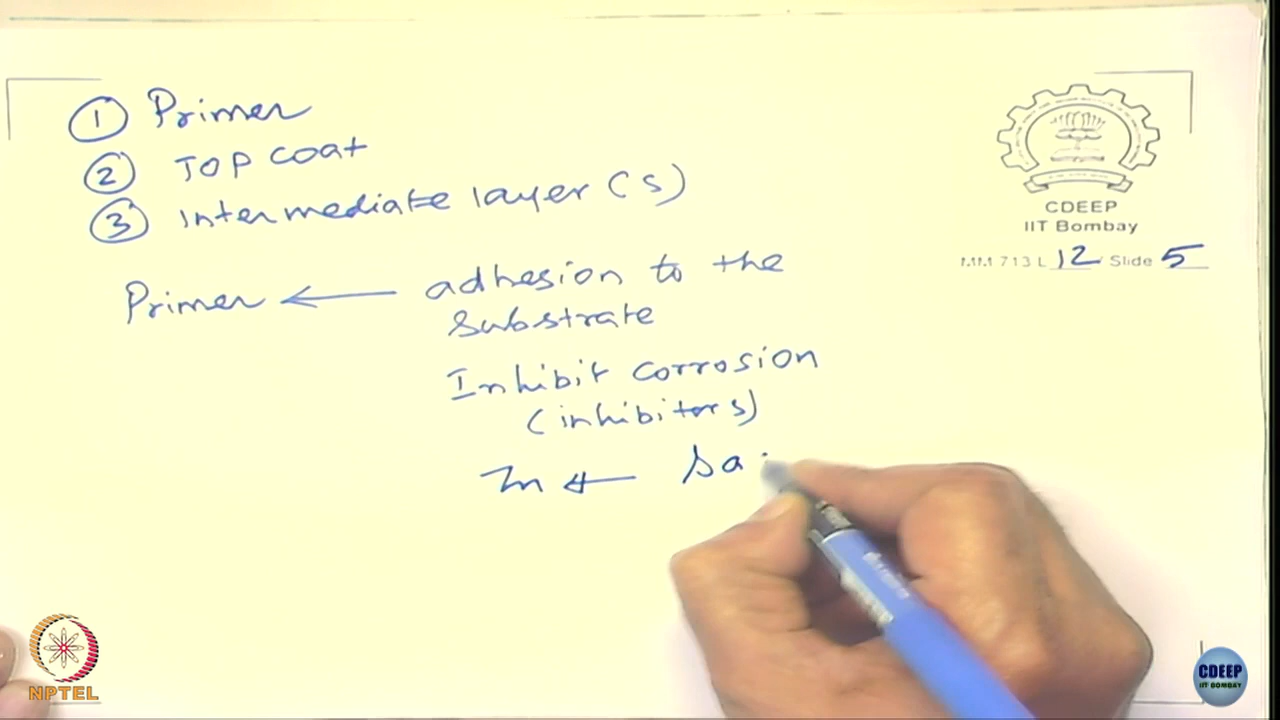 ① Primer
② TOP coat
③ Intermediate layer (s)
Primer ← adhesion to the
substrate
Inhibit corrosion
(inhibitors)
Zn ← Sa
CDEEP
IIT Bombay
MM 713 L 12 Slide 5
NPTEL
CDEEP
IIT BOMBAY